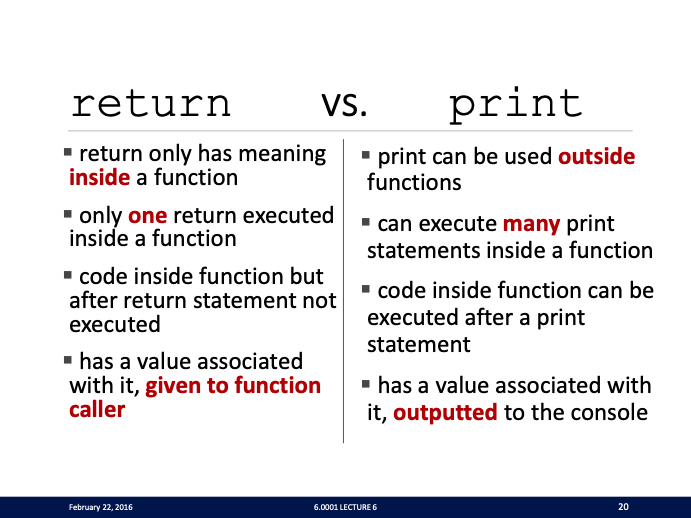 return vs. print
▪ return only has meaning
inside a function
▪ only one return executed
inside a function
▪ code inside function but
after return statement not
executed
▪ has a value associated
with it, given to function
caller
▪ print can be used outside
functions
▪ can execute many print
statements inside a function
▪ code inside function can be
executed after a print
statement
▪ has a value associated with
it, outputted to the console
February 22, 2016 6.0001 LECTURE 6 20